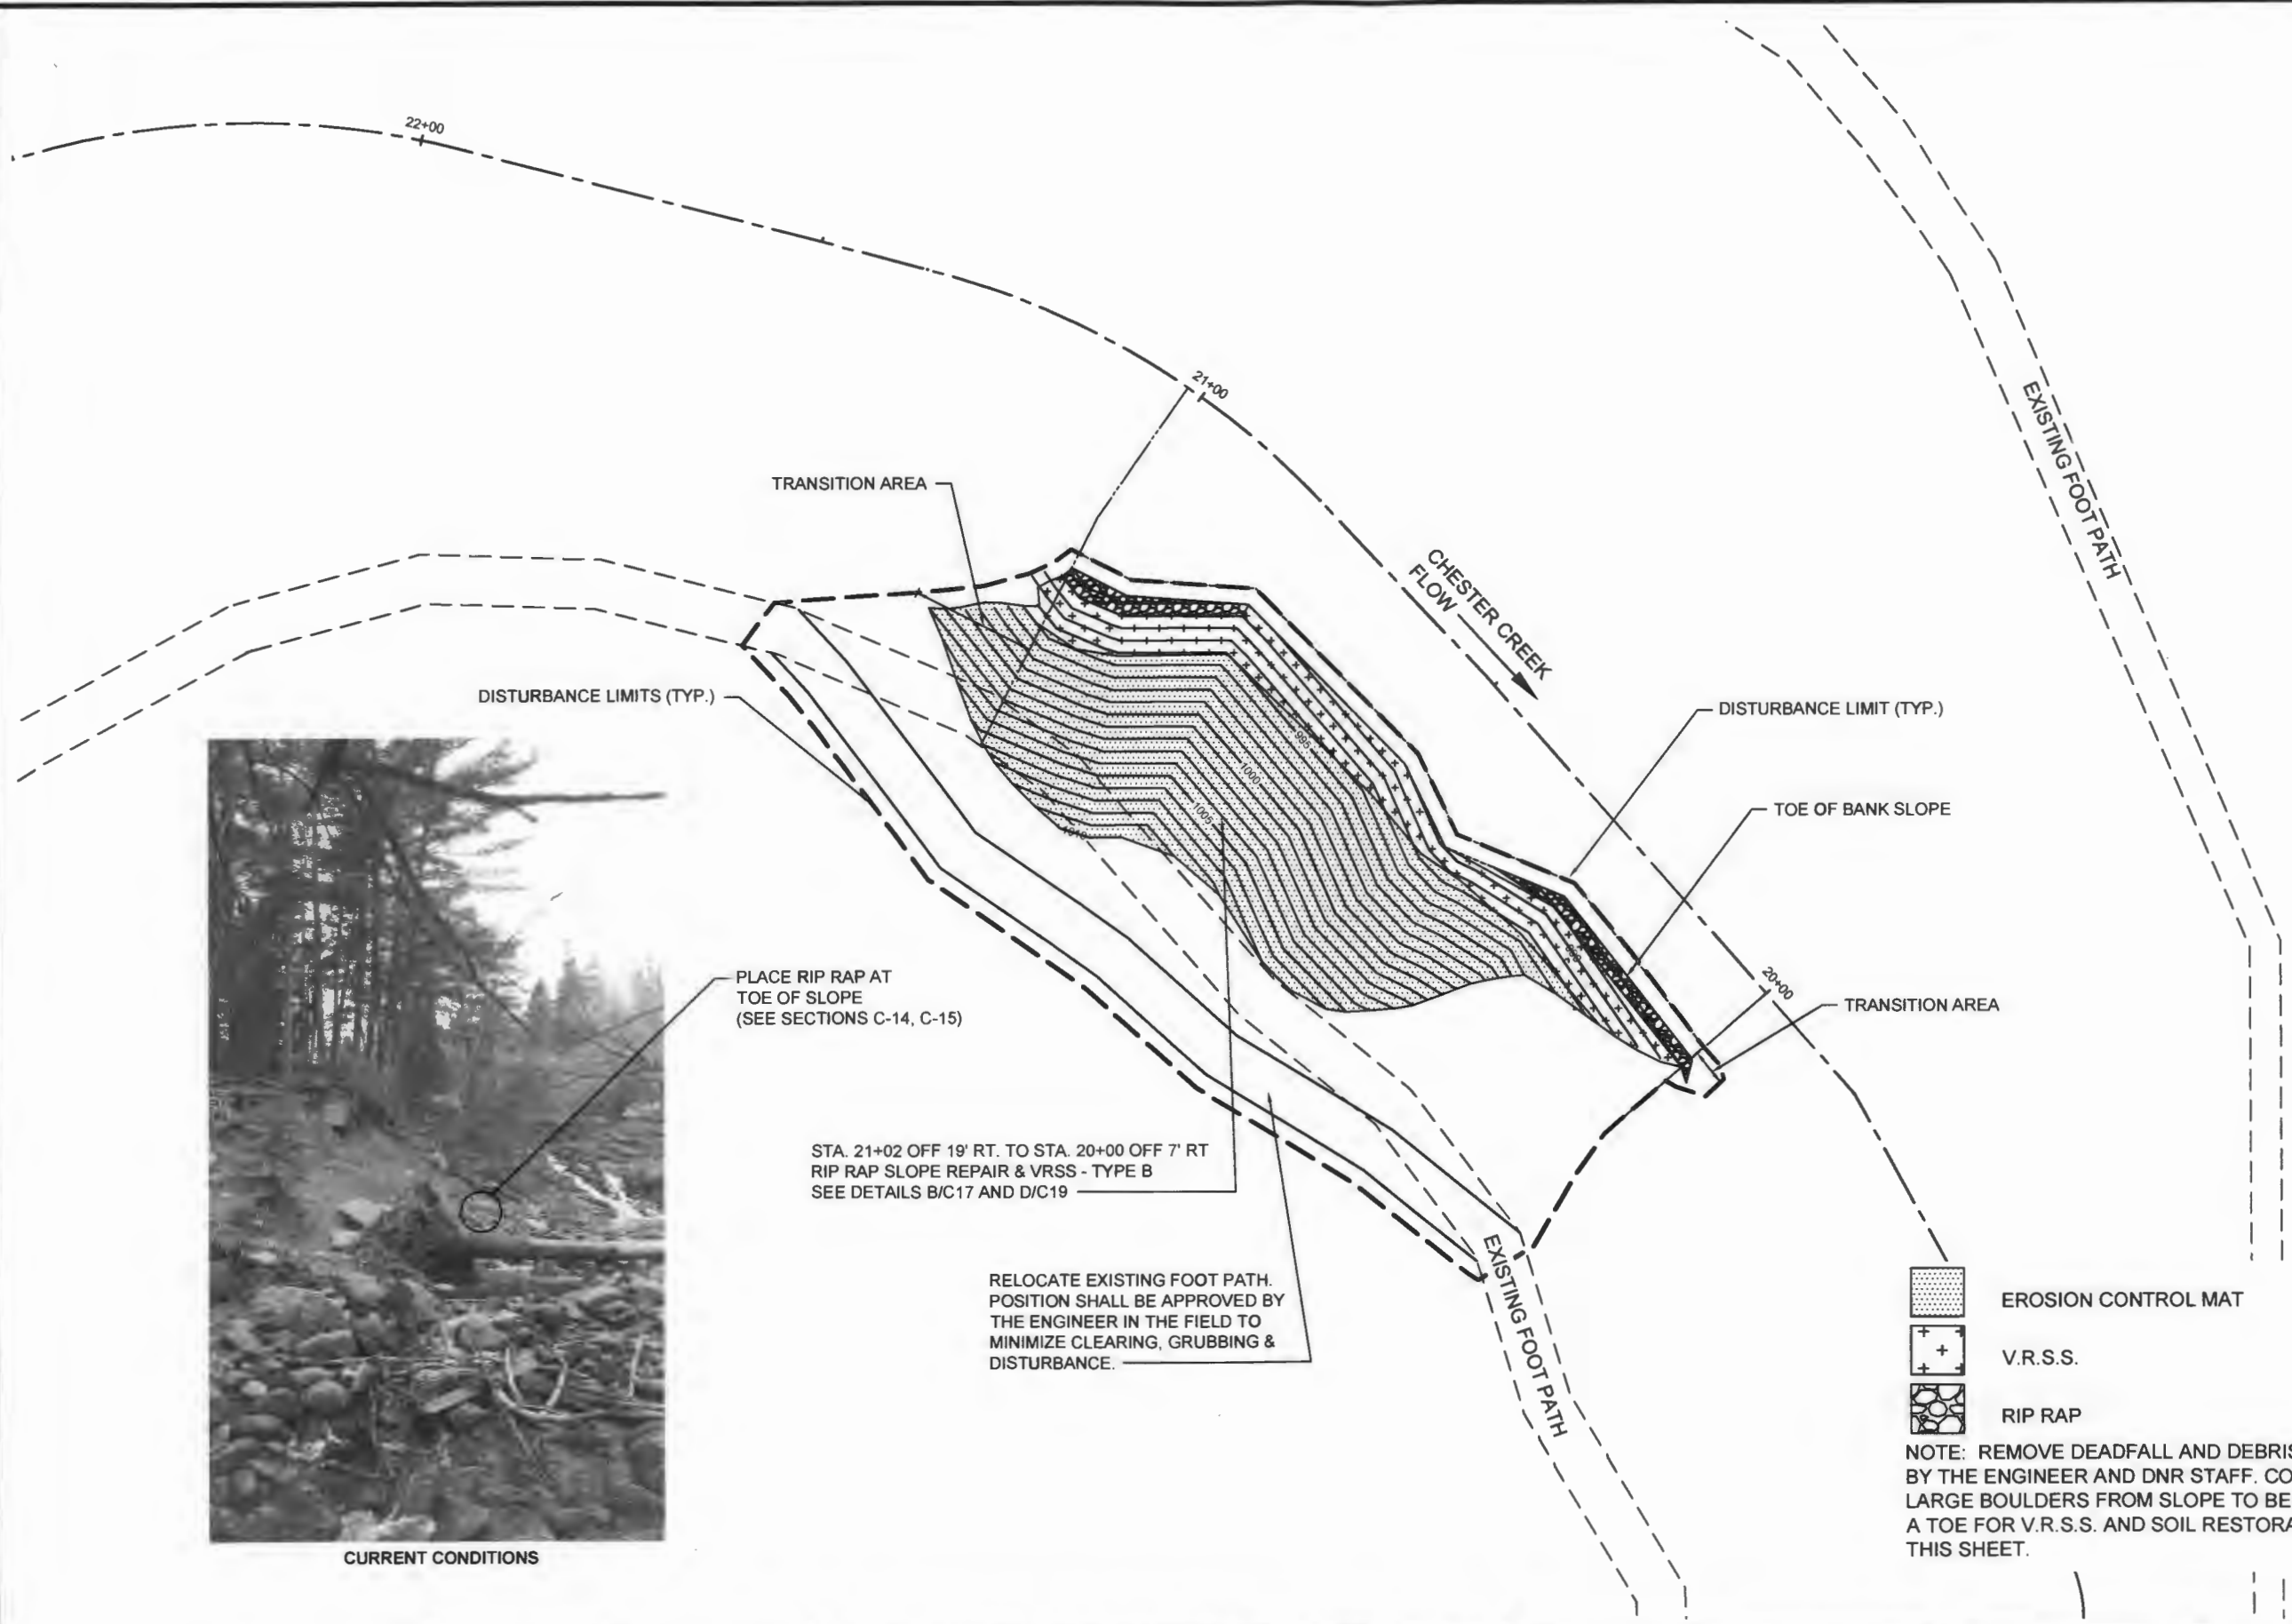 22+00
21+00
TRANSITION AREA
CHESTER CREEK
FLOW
EXISTING FOOT PATH
DISTURBANCE LIMITS (TYP.)
DISTURBANCE LIMIT (TYP.)
995
1000
1005
1010
TOE OF BANK SLOPE
20+00
TRANSITION AREA
PLACE RIP RAP AT
TOE OF SLOPE
(SEE SECTIONS C-14, C-15)
STA. 21+02 OFF 19' RT. TO STA. 20+00 OFF 7' RT
RIP RAP SLOPE REPAIR & VRSS - TYPE B
SEE DETAILS B/C17 AND D/C19
RELOCATE EXISTING FOOT PATH.
POSITION SHALL BE APPROVED BY
THE ENGINEER IN THE FIELD TO
MINIMIZE CLEARING, GRUBBING &
DISTURBANCE.
EXISTING FOOT PATH
CURRENT CONDITIONS
EROSION CONTROL MAT
V.R.S.S.
RIP RAP
NOTE: REMOVE DEADFALL AND DEBRIS
BY THE ENGINEER AND DNR STAFF. CO
LARGE BOULDERS FROM SLOPE TO BE
A TOE FOR V.R.S.S. AND SOIL RESTORA
THIS SHEET.